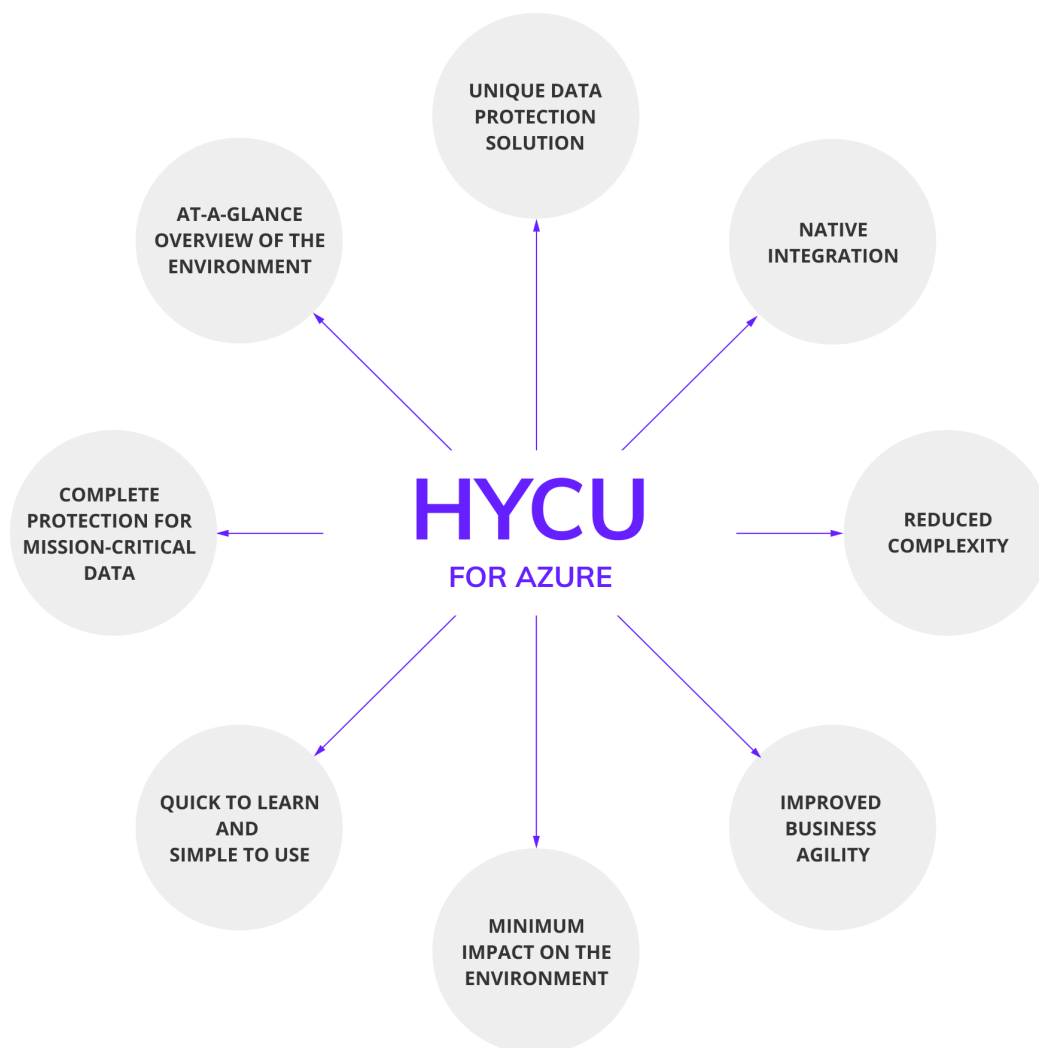 UNIQUE DATA
PROTECTION
SOLUTION
AT-A-GLANCE
OVERVIEW OF THE
ENVIRONMENT
NATIVE
INTEGRATION
COMPLETE
PROTECTION FOR
MISSION-CRITICAL
DATA
HYCU
FOR AZURE
REDUCED
COMPLEXITY
QUICK TO LEARN
AND
SIMPLE TO USE
IMPROVED
BUSINESS
AGILITY
MINIMUM
IMPACT ON THE
ENVIRONMENT